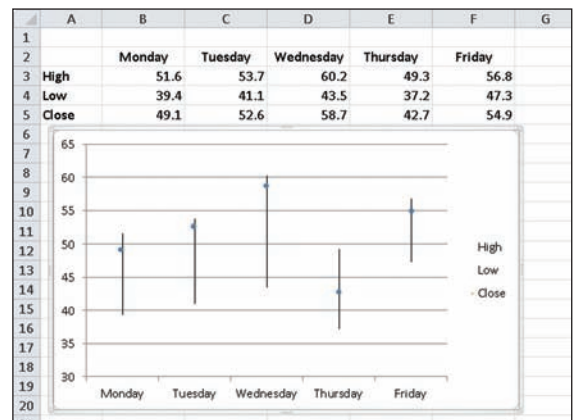 A B C D E F G
1
2 Monday Tuesday Wednesday Thursday Friday
3 High 51.6 53.7 60.2 49.3 56.8
4 Low 39.4 41.1 43.5 37.2 47.3
5 Close 49.1 52.6 58.7 42.7 54.9
6
7
8
9
10
11
12
13
14
15
16
17
18
19
20
65
60
55
50
45
40
35
30
High
Low
Close
Monday Tuesday Wednesday Thursday Friday